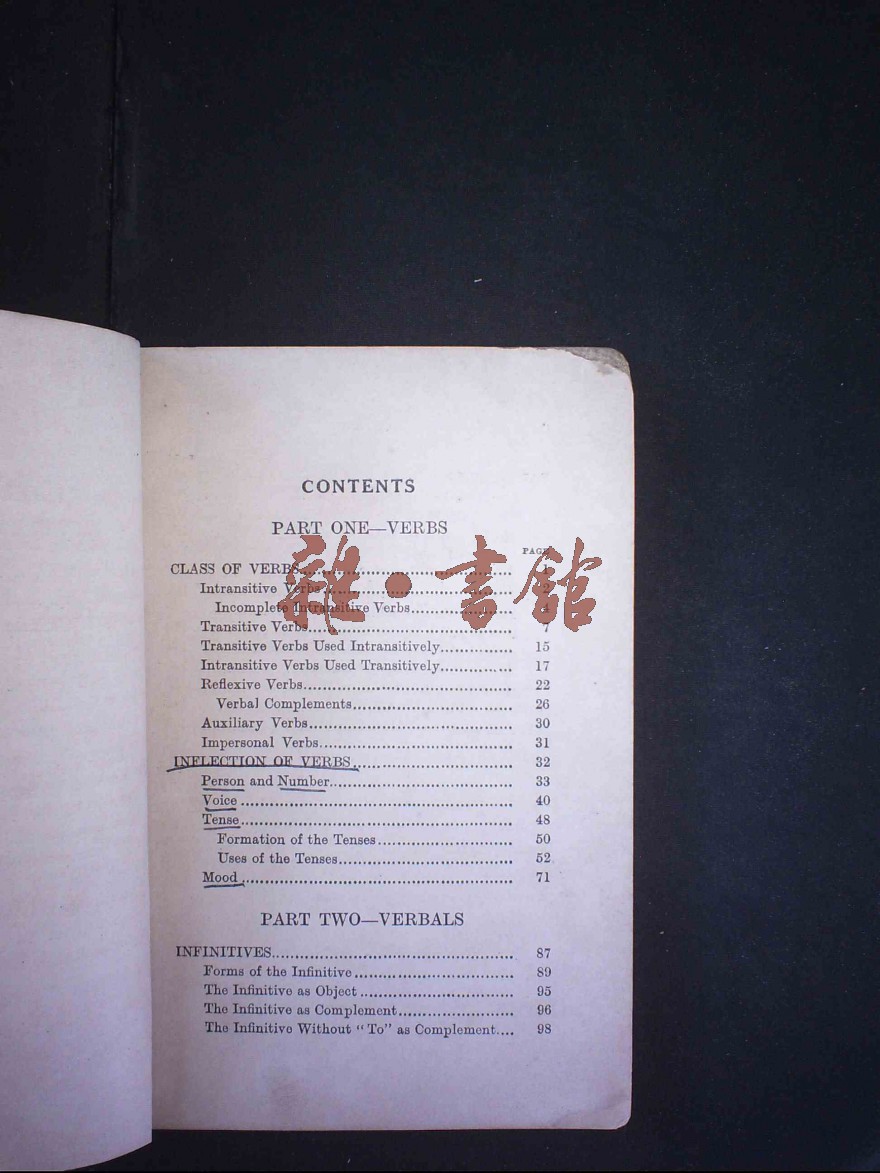 CONTENTS
PART ONE—VERBS
PAGE
CLASS OF VERBS........................................ 1
Intransitive Verbs........................................ 2
Incomplete Intransitive Verbs................ 4
Transitive Verbs........................................ 7
Transitive Verbs Used Intransitively............... 15
Intransitive Verbs Used Transitively............... 17
Reflexive Verbs........................................ 22
Verbal Complements............................... 26
Auxiliary Verbs........................................ 30
Impersonal Verbs........................................ 31
INFLECTION OF VERBS............................... 32
Person and Number........................................ 33
Voice........................................ 40
Tense........................................ 48
Formation of the Tenses............................ 50
Uses of the Tenses........................................ 52
Mood........................................ 71
PART TWO—VERBALS
INFINITIVES........................................ 87
Forms of the Infinitive............................... 89
The Infinitive as Object............................... 95
The Infinitive as Complement........................ 96
The Infinitive Without "To" as Complement.... 98
雜·書館